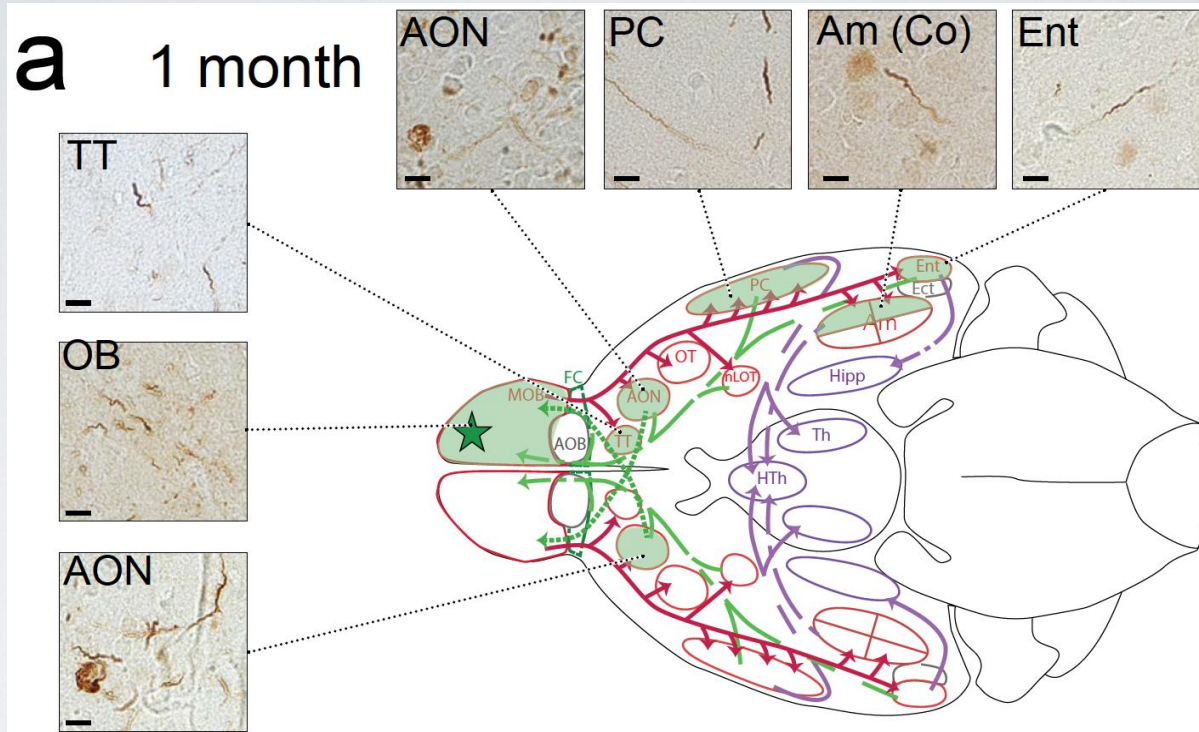 a 1 month
AON
PC
Am (Co)
Ent
TT
OB
AON
PC
Ent
Ect
Am
OT
nLOT
Hipp
FC
MOB
AON
AOB
TT
Th
HTh